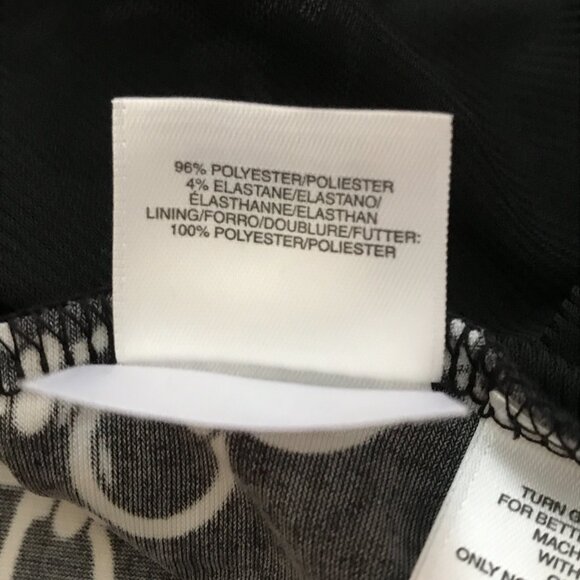 96% POLYESTER/POLIESTER
4% ELASTANE/ELASTANO/
ÉLASTHANNE/ELASTHAN
LINING/FORRO/DOUBLURE/FUTTER:
100% POLYESTER/POLIESTER
TURN
FOR
MACH
WITH
ONLY